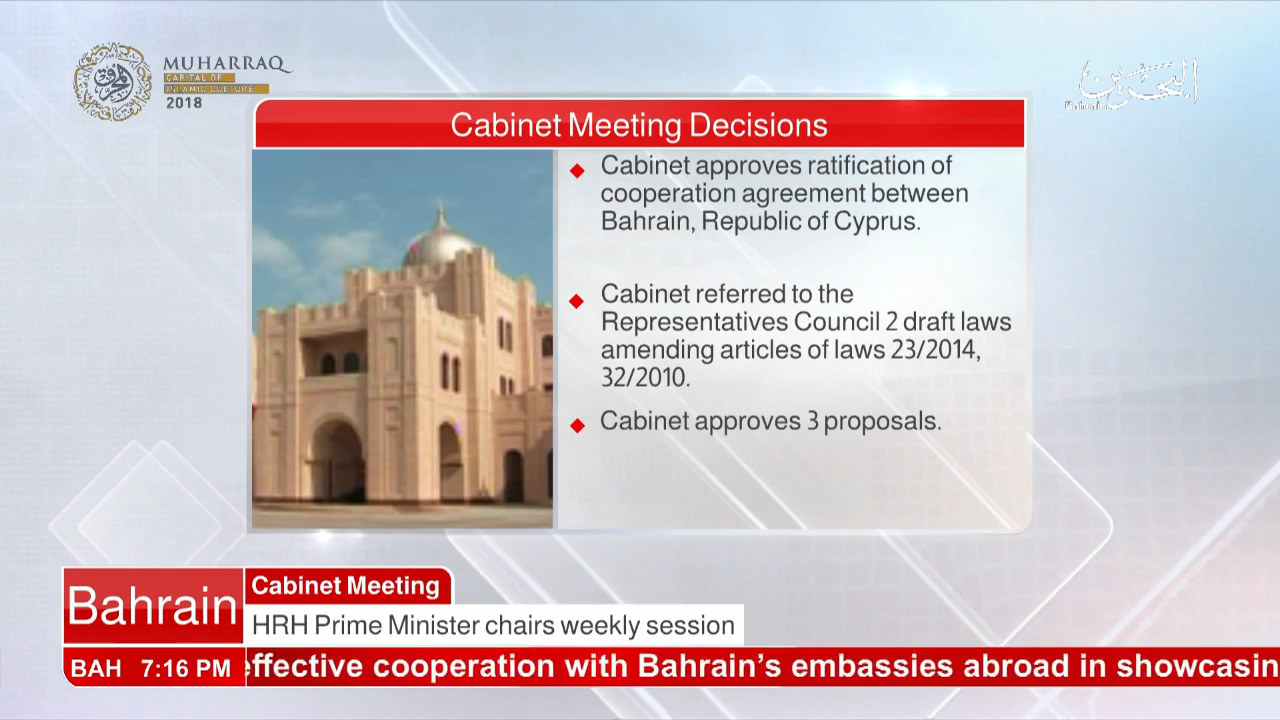 MUHARRAQ
CAPITAL OF
ISLAMIC CULTURE
2018
البحرين
Bahrain
Cabinet Meeting Decisions
Cabinet approves ratification of
cooperation agreement between
Bahrain, Republic of Cyprus.
Cabinet referred to the
Representatives Council 2 draft laws
amending articles of laws 23/2014,
32/2010.
Cabinet approves 3 proposals.
Bahrain
Cabinet Meeting
HRH Prime Minister chairs weekly session
BAH 7:16 PM
ffective cooperation with Bahrain’s embassies abroad in showcasin